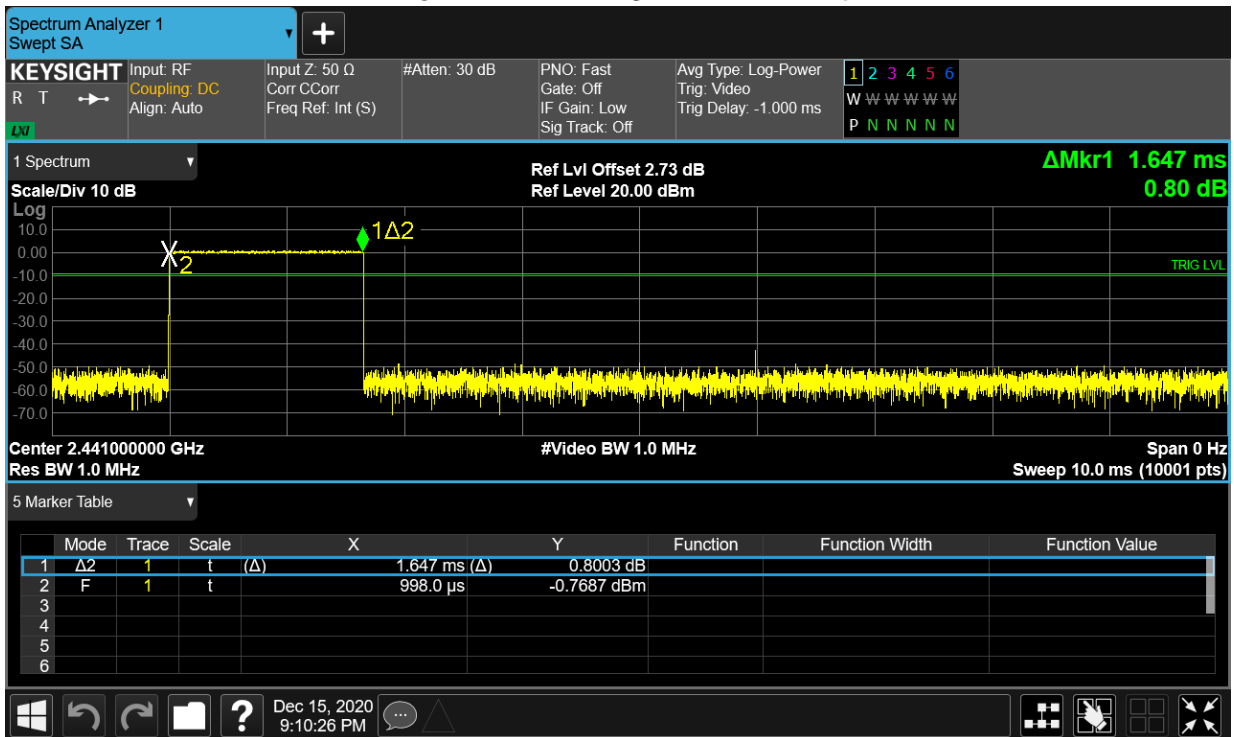 Spectrum Analyzer 1
Swept SA
KEYSIGHT
R T
LXI
Input: RF
Coupling: DC
Align: Auto
Input Z: 50 Ω
Corr CCorr
Freq Ref: Int (S)
#Atten: 30 dB
PNO: Fast
Gate: Off
IF Gain: Low
Sig Track: Off
Avg Type: Log-Power
Trig: Video
Trig Delay: -1.000 ms
1 2 3 4 5 6
W W W W W W
P N N N N N
1 Spectrum
Scale/Div 10 dB
Ref Lvl Offset 2.73 dB
Ref Level 20.00 dBm
ΔMkr1 1.647 ms
0.80 dB
Log
10.0
0.00
-10.0
-20.0
-30.0
-40.0
-50.0
-60.0
-70.0
1Δ2
2
TRIG LVL
Center 2.441000000 GHz
Res BW 1.0 MHz
#Video BW 1.0 MHz
Span 0 Hz
Sweep 10.0 ms (10001 pts)
5 Marker Table
Mode Trace Scale X Y Function Function Width Function Value
1 Δ2 1 t (Δ) 1.647 ms (Δ) 0.8003 dB
2 F 1 t 998.0 µs -0.7687 dBm
3
4
5
6
?
Dec 15, 2020
9:10:26 PM